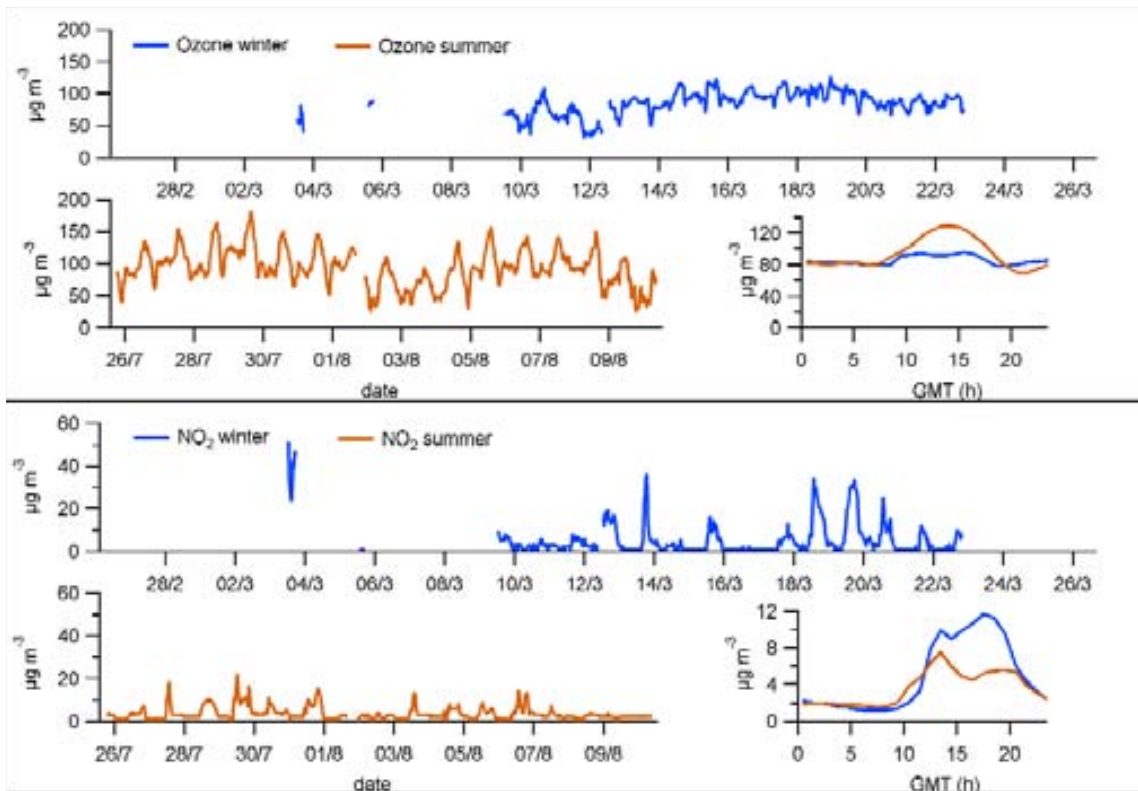 Ozone winter Ozone summer
200
150
100
50
0
µg m⁻³
28/2 02/3 04/3 06/3 08/3 10/3 12/3 14/3 16/3 18/3 20/3 22/3 24/3 26/3
200
150
100
50
0
µg m⁻³
26/7 28/7 30/7 01/8 03/8 05/8 07/8 09/8
date
120
80
40
0
µg m⁻³
0 5 10 15 20
GMT (h)
NO₂ winter NO₂ summer
60
40
20
0
µg m⁻³
28/2 02/3 04/3 06/3 08/3 10/3 12/3 14/3 16/3 18/3 20/3 22/3 24/3 26/3
60
40
20
0
µg m⁻³
26/7 28/7 30/7 01/8 03/8 05/8 07/8 09/8
date
12
8
4
0
µg m⁻³
0 5 10 15 20
GMT (h)